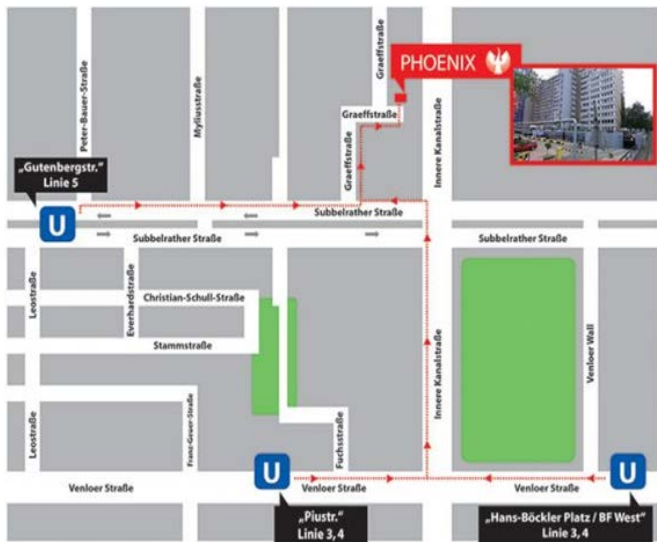 PHOENIX
Peter-Bauer-Straße
Myliusstraße
Graeffstraße
Graeffstraße
Graeffstraße
Innere Kanalstraße
„Gutenbergstr."
Linie 5
U
Subbelrather Straße
Subbelrather Straße
Subbelrather Straße
Leostraße
Everhardstraße
Christian-Schull-Straße
Stammstraße
Innere Kanalstraße
Venloer Wall
Leostraße
Franz-Geuer-Straße
Fuchsstraße
U
U
Venloer Straße
Venloer Straße
Venloer Straße
„Piustr."
Linie 3, 4
„Hans-Böckler Platz / BF West"
Linie 3, 4